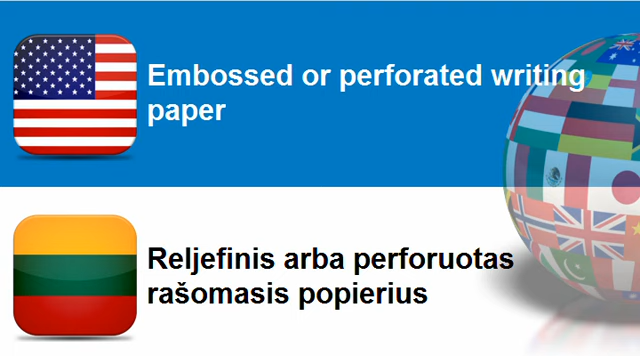 Embossed or perforated writing
paper
Reljefinis arba perforuotas
rašomasis popierius